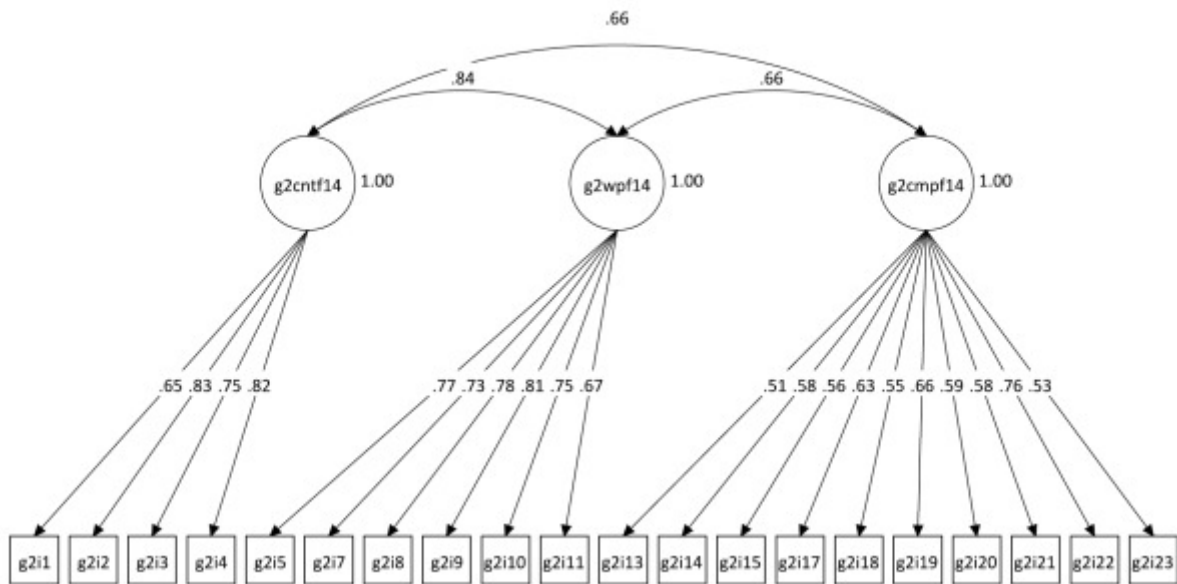 .66
.84 .66
g2cntf14 1.00 g2wpf14 1.00 g2cmpf14 1.00
.65 .83 .75 .82 .77 .73 .78 .81 .75 .67 .51 .58 .56 .63 .55 .66 .59 .58 .76 .53
g2i1 g2i2 g2i3 g2i4 g2i5 g2i7 g2i8 g2i9 g2i10 g2i11 g2i13 g2i14 g2i15 g2i17 g2i18 g2i19 g2i20 g2i21 g2i22 g2i23